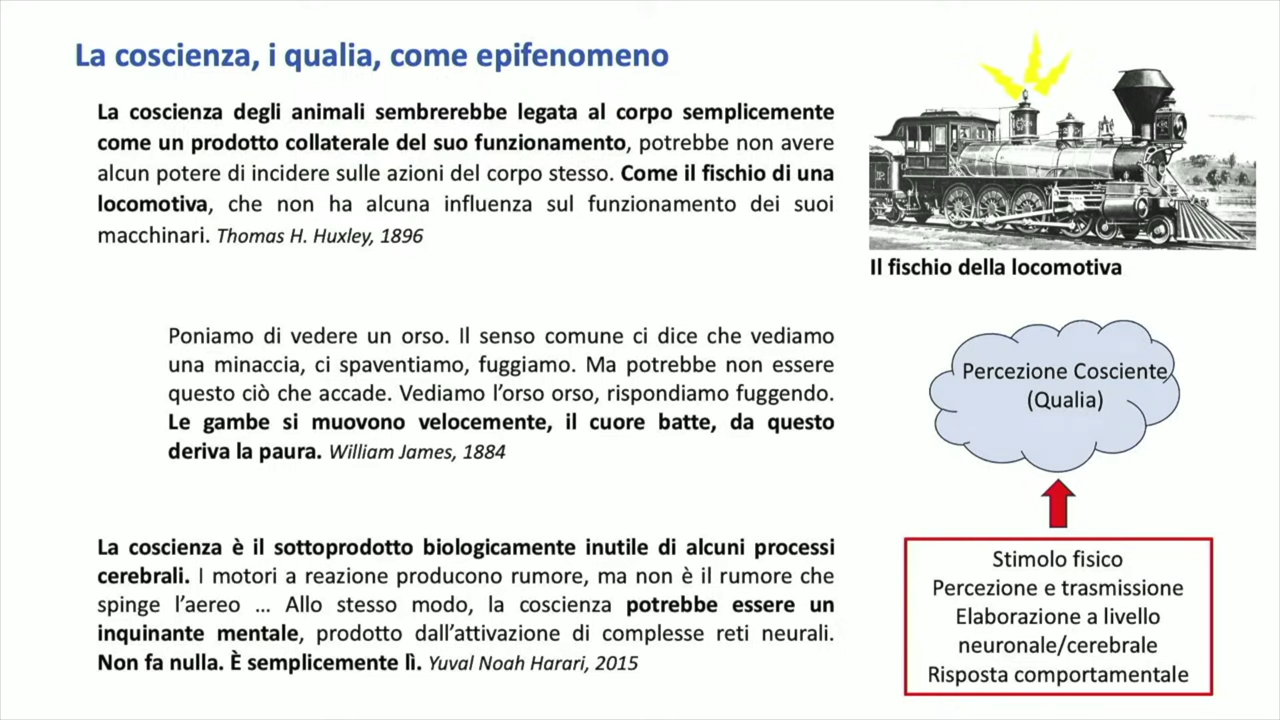 La coscienza, i qualia, come epifenomeno
La coscienza degli animali sembrerebbe legata al corpo semplicemente
come un prodotto collaterale del suo funzionamento, potrebbe non avere
alcun potere di incidere sulle azioni del corpo stesso. Come il fischio di una
locomotiva, che non ha alcuna influenza sul funzionamento dei suoi
macchinari. Thomas H. Huxley, 1896
Il fischio della locomotiva
Poniamo di vedere un orso. Il senso comune ci dice che vediamo
una minaccia, ci spaventiamo, fuggiamo. Ma potrebbe non essere
questo ciò che accade. Vediamo l’orso orso, rispondiamo fuggendo.
Le gambe si muovono velocemente, il cuore batte, da questo
deriva la paura. William James, 1884
Percezione Cosciente
(Qualia)
La coscienza è il sottoprodotto biologicamente inutile di alcuni processi
cerebrali. I motori a reazione producono rumore, ma non è il rumore che
spinge l’aereo … Allo stesso modo, la coscienza potrebbe essere un
inquinante mentale, prodotto dall’attivazione di complesse reti neurali.
Non fa nulla. È semplicemente lì. Yuval Noah Harari, 2015
Stimolo fisico
Percezione e trasmissione
Elaborazione a livello
neuronale/cerebrale
Risposta comportamentale